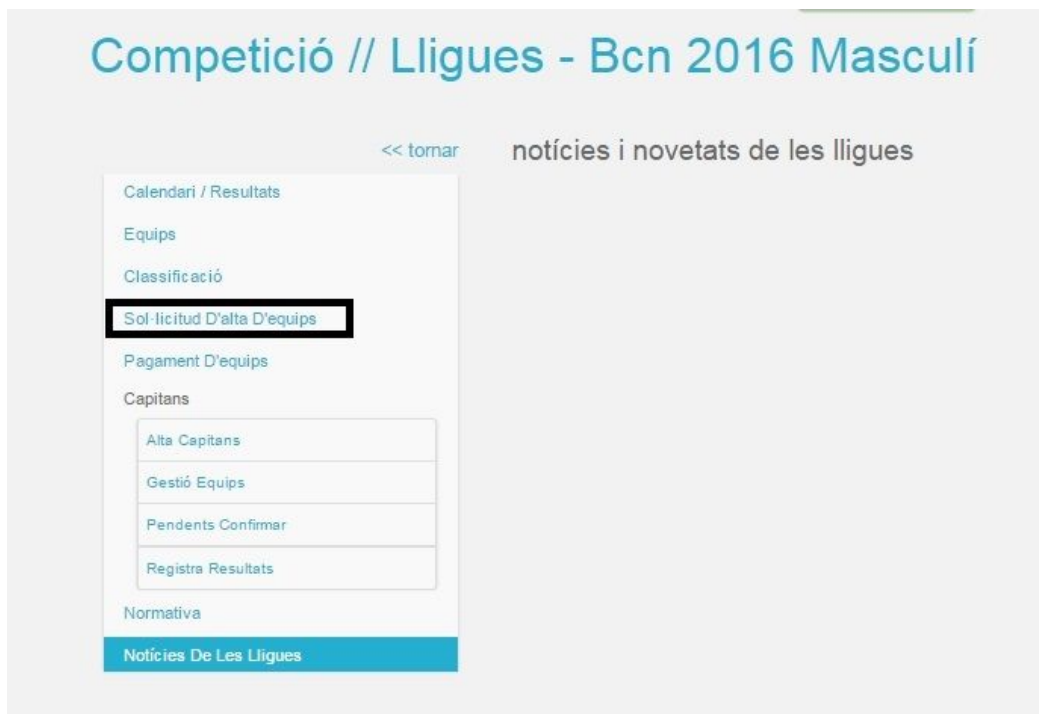 Competició // Lligues - Bcn 2016 Masculí
<< tornar
notícies i novetats de les lligues
Calendari / Resultats
Equips
Classificació
Sol·licitud D'alta D'equips
Pagament D'equips
Capitans
Alta Capitans
Gestió Equips
Pendents Confirmar
Registra Resultats
Normativa
Notícies De Les Lligues